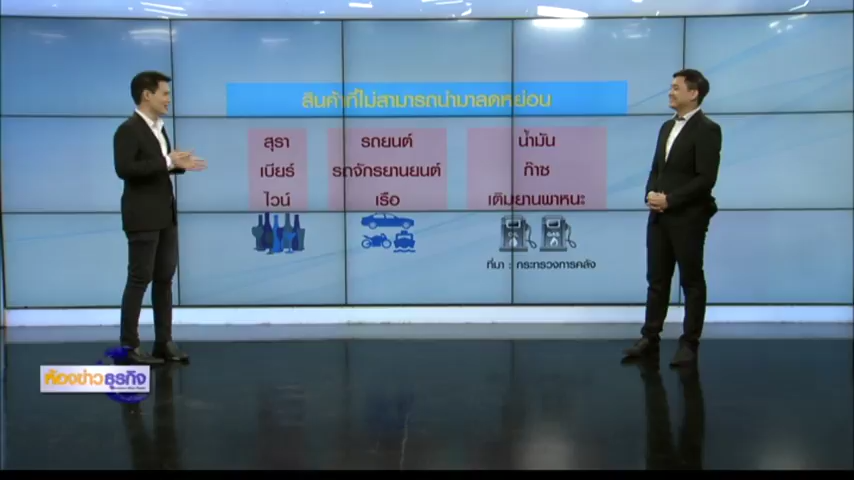 สินค้าที่ไม่สามารถนำมาลดหย่อน
สุรา
เบียร์
ไวน์
รถยนต์
รถจักรยานยนต์
เรือ
น้ำมัน
ก๊าซ
เติมยานพาหนะ
OIL
GAS
ที่มา : กระทรวงการคลัง
ห้องข่าวธุรกิจ